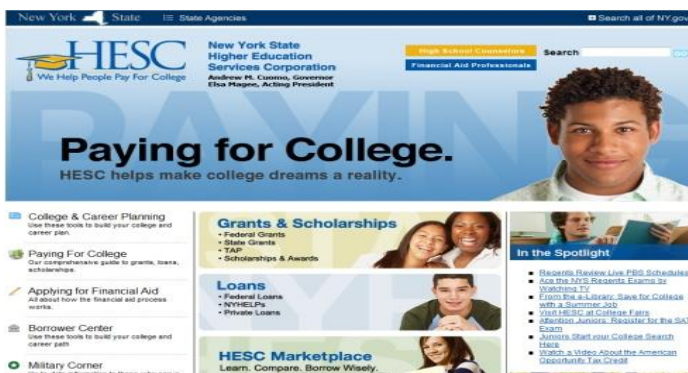 New York State
State Agencies
Search all of NY.gov
HESC
We Help People Pay For College
New York State
Higher Education
Services Corporation
Andrew M. Cuomo, Governor
Elsa Magee, Acting President
High School Counselors
Financial Aid Professionals
Search
PAYING
Paying for College.
HESC helps make college dreams a reality.
College & Career Planning
Use these tools to build your college and
career plan.
Paying For College
Our comprehensive guide to grants, loans,
scholarships.
Applying for Financial Aid
All about how the financial aid process
works.
Borrower Center
Use these tools to build your college and
career path
Military Corner
Grants & Scholarships
• Federal Grants
• State Grants
• TAP
• Scholarships & Awards
Loans
• Federal Loans
• NYHELPs
• Private Loans
HESC Marketplace
Learn. Compare. Borrow Wisely.
In the Spotlight
Regents Review Live PBS Schedules
Ace the NYS Regents Exams by
Watching TV
From the e-Library: Save for College
with a Summer Job
Visit HESC at College Fairs
Attention Juniors: Register for the SAT
Exam
Juniors Start your College Search
Here
Watch a Video About the American
Opportunity Tax Credit